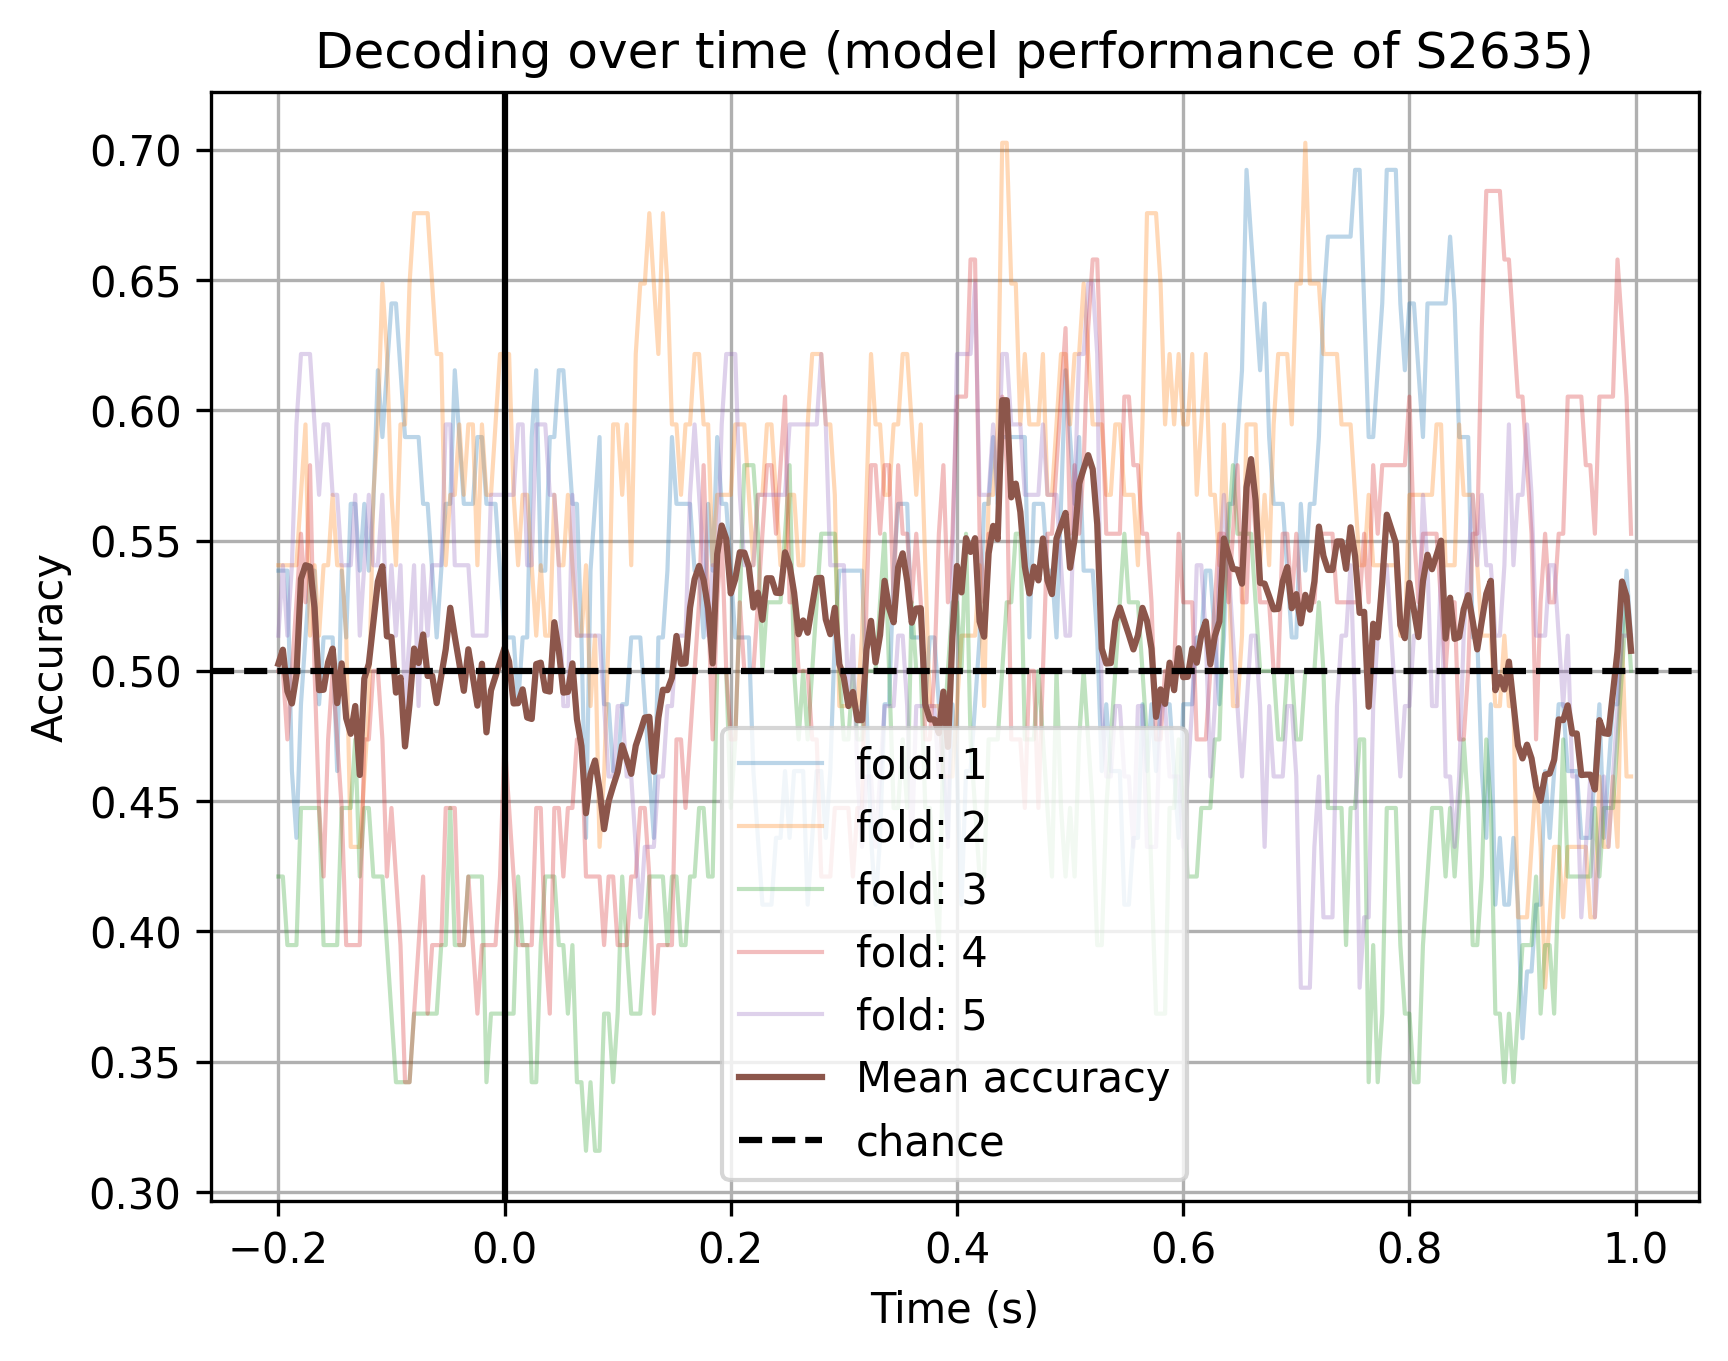 Decoding over time (model performance of S2635)
Accuracy
0.70
0.65
0.60
0.55
0.50
0.45
0.40
0.35
0.30
fold: 1
fold: 2
fold: 3
fold: 4
fold: 5
Mean accuracy
chance
−0.2 0.0 0.2 0.4 0.6 0.8 1.0
Time (s)